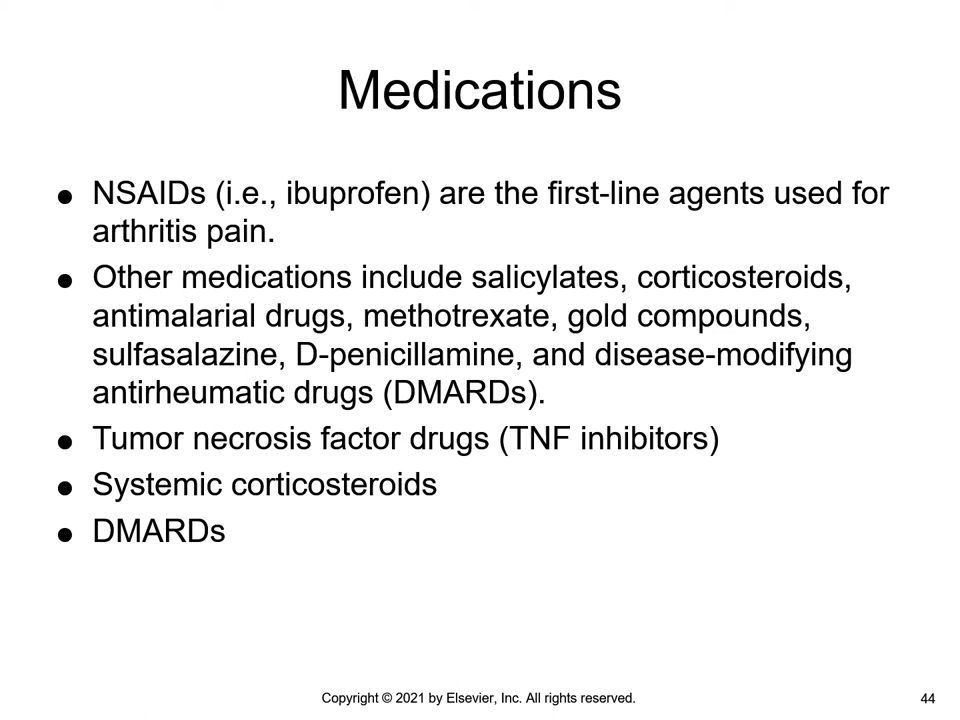 Medications
● NSAIDs (i.e., ibuprofen) are the first-line agents used for
arthritis pain.
● Other medications include salicylates, corticosteroids,
antimalarial drugs, methotrexate, gold compounds,
sulfasalazine, D-penicillamine, and disease-modifying
antirheumatic drugs (DMARDs).
● Tumor necrosis factor drugs (TNF inhibitors)
● Systemic corticosteroids
● DMARDs
Copyright © 2021 by Elsevier, Inc. All rights reserved.
44